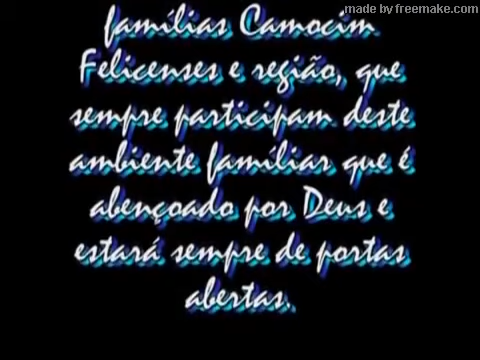 made by freemake.com
famílias Camocim
Felicenses e região, que
sempre participam deste
ambiente famíliar que é
abençoado por Deus e
estará sempre de portas
abertas.